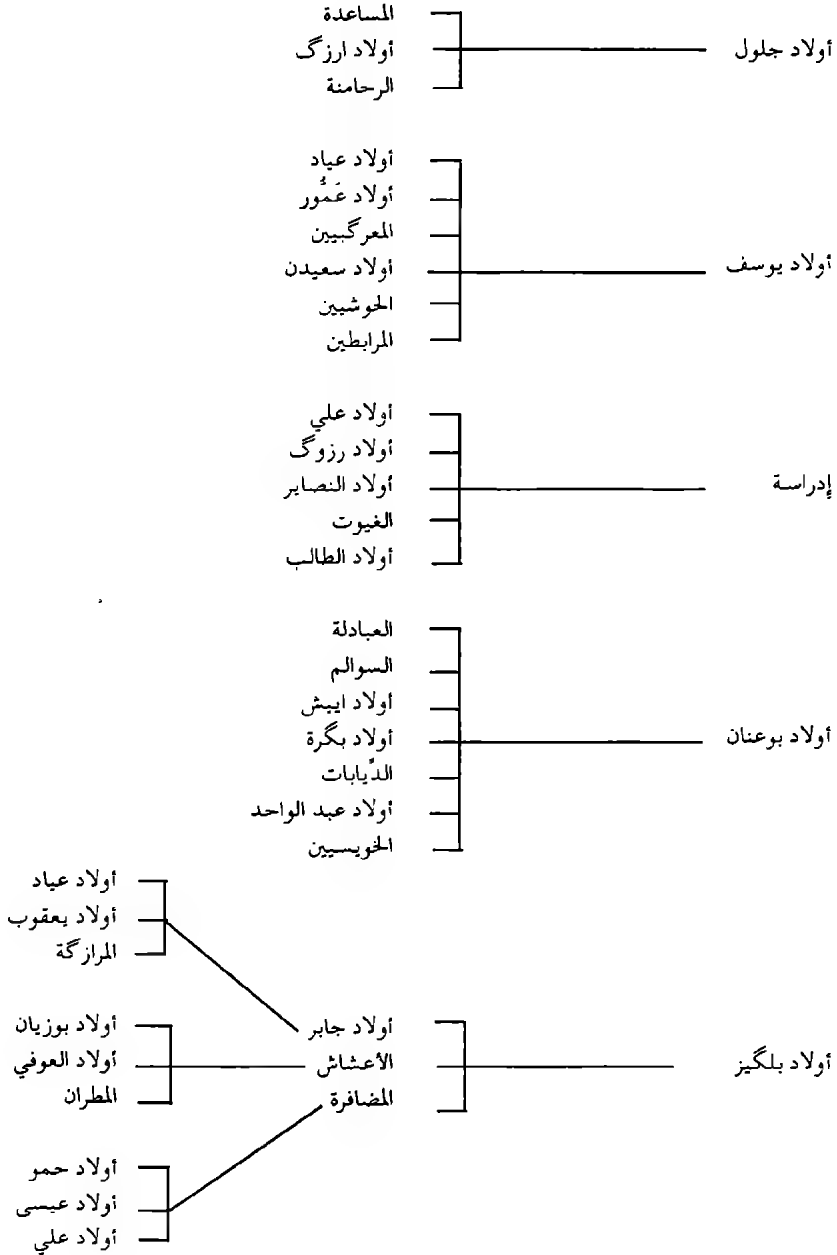 أولاد جلول
المساعدة
أولاد ارزگ
الرحامنة
أولاد يوسف
أولاد عياد
أولاد عَمُّور
المعرگبيين
أولاد سعيدن
الحوشيين
المرابطين
إدراسة
أولاد علي
أولاد رزوگ
أولاد النصاير
الغيوت
أولاد الطالب
أولاد بوعنان
العبادلة
السوالم
أولاد ايبش
أولاد بگرة
الدِّيابات
أولاد عبد الواحد
الخويسيين
أولاد بلگيز
أولاد جابر
أولاد عياد
أولاد يعقوب
المرازگة
الأعشاش
أولاد بوزيان
أولاد العوفي
المطران
المضافرة
أولاد حمو
أولاد عيسى
أولاد علي